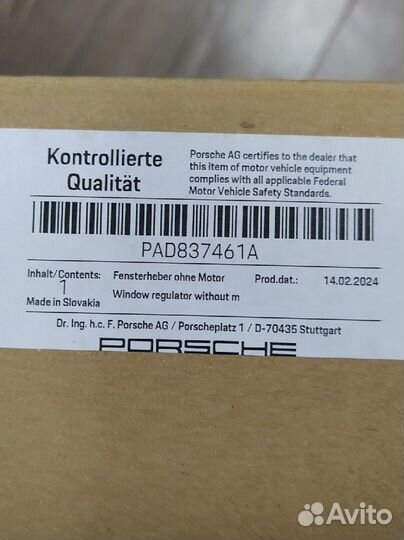 Kontrollierte
Qualität
Porsche AG certifies to the dealer that
this item of motor vehicle equipment
complies with all applicable Federal
Motor Vehicle Safety Standards.
PAD837461A
Inhalt/Contents:
1
Made in Slovakia
Fensterheber ohne Motor
Window regulator without m
Prod.dat.: 14.02.2024
Dr. Ing. h.c. F. Porsche AG / Porscheplatz 1 / D-70435 Stuttgart
PORSCHE
Avito